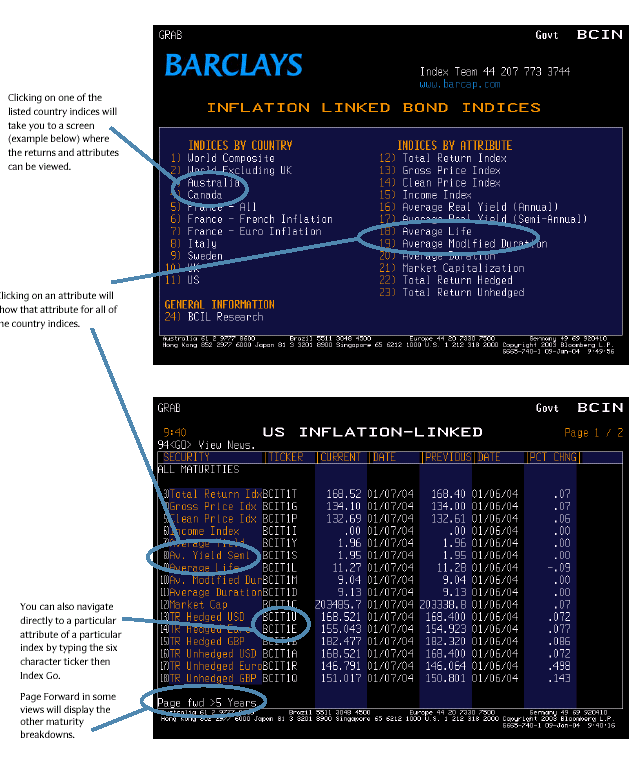 GRAB Govt BCIN
BARCLAYS
Index Team 44 207 773 3744
www.barcap.com
INFLATION LINKED BOND INDICES
Clicking on one of the
listed country indices will
take you to a screen
(example below) where
the returns and attributes
can be viewed.
INDICES BY COUNTRY
1) World Composite
2) World Excluding UK
Australia
Canada
5) France - All
6) France - French Inflation
7) France - Euro Inflation
8) Italy
9) Sweden
10) UK
11) US
GENERAL INFORMATION
24) BCIL Research
INDICES BY ATTRIBUTE
12) Total Return Index
13) Gross Price Index
14) Clean Price Index
15) Income Index
16) Average Real Yield (Annual)
17) Average Real Yield (Semi-Annual)
18) Average Life
19) Average Modified Duration
20) Average Duration
21) Market Capitalization
22) Total Return Hedged
23) Total Return Unhedged
Australia 61 2 9777 8600 Brazil 5511 3048 4500 Europe 44 20 7330 7500 Germany 49 69 920410
Hong Kong 852 2977 6000 Japan 81 3 3201 8900 Singapore 65 6212 1000 U.S. 1 212 318 2000 Copyright 2003 Bloomberg L.P.
6665-740-1 09-Jan-04 9:49:56
Clicking on an attribute will
show that attribute for all of
the country indices.
GRAB Govt BCIN
9:40 US INFLATION-LINKED Page 1 / 2
94<GO> View News.
SECURITY TICKER CURRENT DATE PREVIOUS DATE PCT CHNG
ALL MATURITIES
3)Total Return Idx BCIT1T 168.52 01/07/04 168.40 01/06/04 .07
Gross Price Idx BCIT1G 134.10 01/07/04 134.00 01/06/04 .07
5)Clean Price Idx BCIT1P 132.69 01/07/04 132.61 01/06/04 .06
6)Income Index BCIT1I .00 01/07/04 .00 01/06/04 .00
7)Average Yield BCIT1Y 1.96 01/07/04 1.96 01/06/04 .00
Av. Yield Semi BCIT1S 1.95 01/07/04 1.95 01/06/04 .00
Average Life BCIT1L 11.27 01/07/04 11.28 01/06/04 -.09
10)Av. Modified Dur BCIT1M 9.04 01/07/04 9.04 01/06/04 .00
11)Average Duration BCIT1D 9.13 01/07/04 9.13 01/06/04 .00
12)Market Cap 203485.7 01/07/04 203338.8 01/06/04 .07
13)TR Hedged USD BCIT1U 168.521 01/07/04 168.400 01/06/04 .072
14)TR Hedged Euro BCIT1E 155.043 01/07/04 154.923 01/06/04 .077
15)TR Hedged GBP 182.477 01/07/04 182.320 01/06/04 .086
16)TR Unhedged USD BCIT1A 168.521 01/07/04 168.400 01/06/04 .072
17)TR Unhedged Euro BCIT1R 146.791 01/07/04 146.064 01/06/04 .498
18)TR Unhedged GBP BCIT1Q 151.017 01/07/04 150.801 01/06/04 .143
Page fwd >5 Years
Australia 61 2 9777 8600 Brazil 5511 3048 4500 Europe 44 20 7330 7500 Germany 49 69 920410
Hong Kong 852 2977 6000 Japan 81 3 3201 8900 Singapore 65 6212 1000 U.S. 1 212 318 2000 Copyright 2003 Bloomberg L.P.
6665-740-1 09-Jan-04 9:40:16
You can also navigate
directly to a particular
attribute of a particular
index by typing the six
character ticker then
Index Go.
Page Forward in some
views will display the
other maturity
breakdowns.